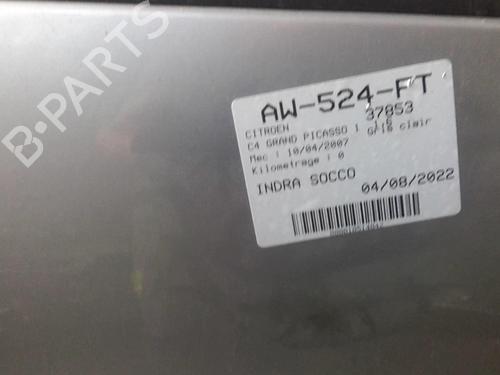 B-PARTS
AW-524-FT
37853
CITROEN
C4 GRAND PICASSO 1 1.6
Gris clair
Mec : 10/04/2007
Kilometrage : 0
INDRA SOCCO 04/08/2022